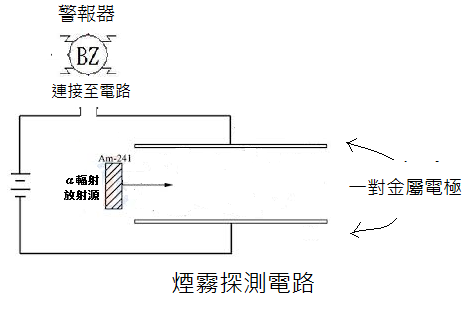 警報器
BZ
連接至電路
Am-241
α輻射
放射源
一對金屬電極
煙霧探測電路